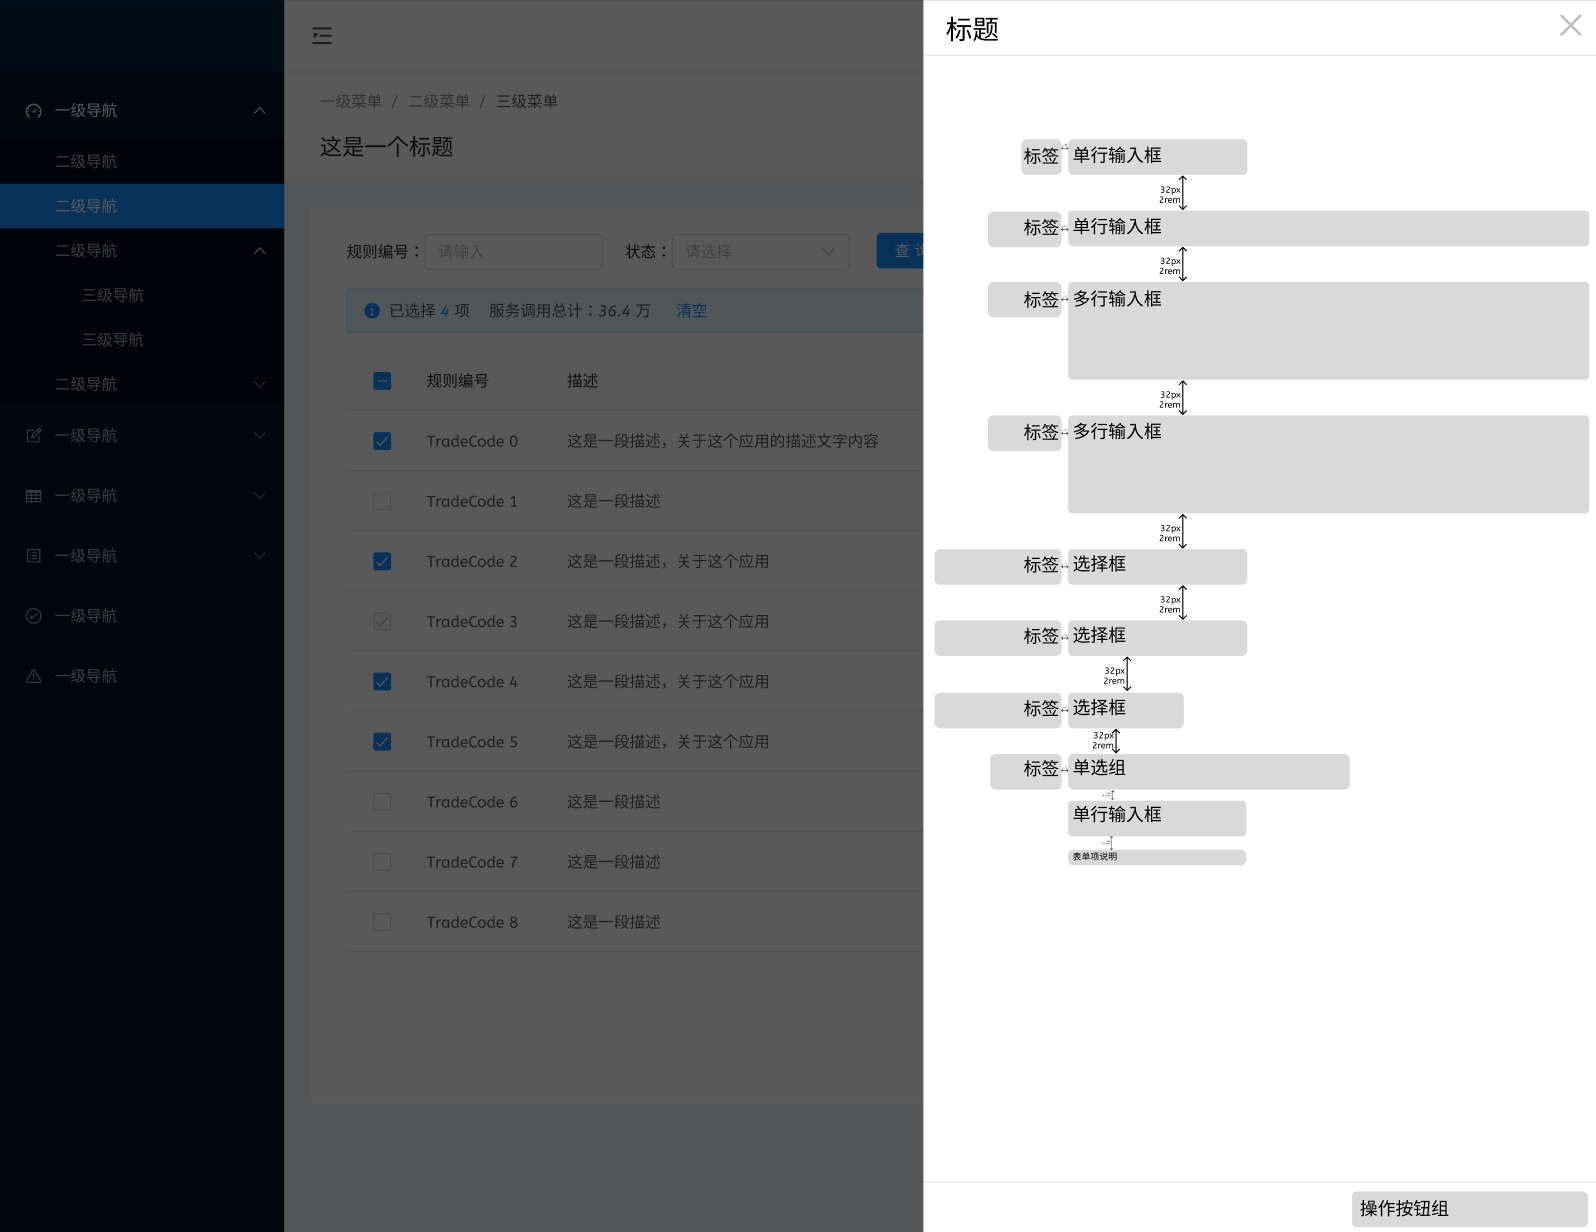 一级导航
二级导航
二级导航
二级导航
三级导航
三级导航
二级导航
一级导航
一级导航
一级导航
一级导航
一级导航
一级菜单 / 二级菜单 / 三级菜单
这是一个标题
规则编号： 请输入 状态： 请选择 查 询
已选择 4 项 服务调用总计：36.4 万 清空
规则编号 描述
TradeCode 0 这是一段描述，关于这个应用的描述文字内容
TradeCode 1 这是一段描述
TradeCode 2 这是一段描述，关于这个应用
TradeCode 3 这是一段描述，关于这个应用
TradeCode 4 这是一段描述，关于这个应用
TradeCode 5 这是一段描述，关于这个应用
TradeCode 6 这是一段描述
TradeCode 7 这是一段描述
TradeCode 8 这是一段描述
标题
标签 单行输入框
32px
2rem
标签 单行输入框
32px
2rem
标签 多行输入框
32px
2rem
标签 多行输入框
32px
2rem
标签 选择框
32px
2rem
标签 选择框
32px
2rem
标签 选择框
32px
2rem
标签 单选组
单行输入框
表单项说明
操作按钮组